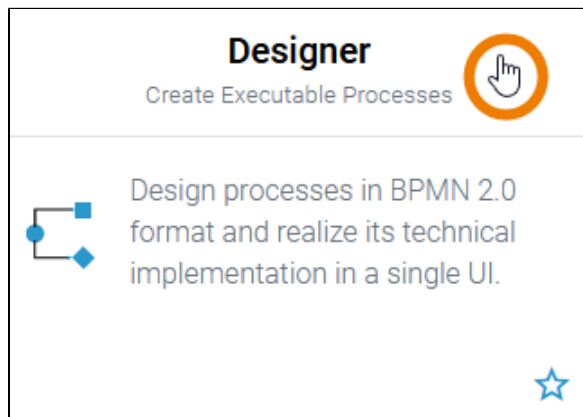 Designer
Create Executable Processes
Design processes in BPMN 2.0
format and realize its technical
implementation in a single UI.